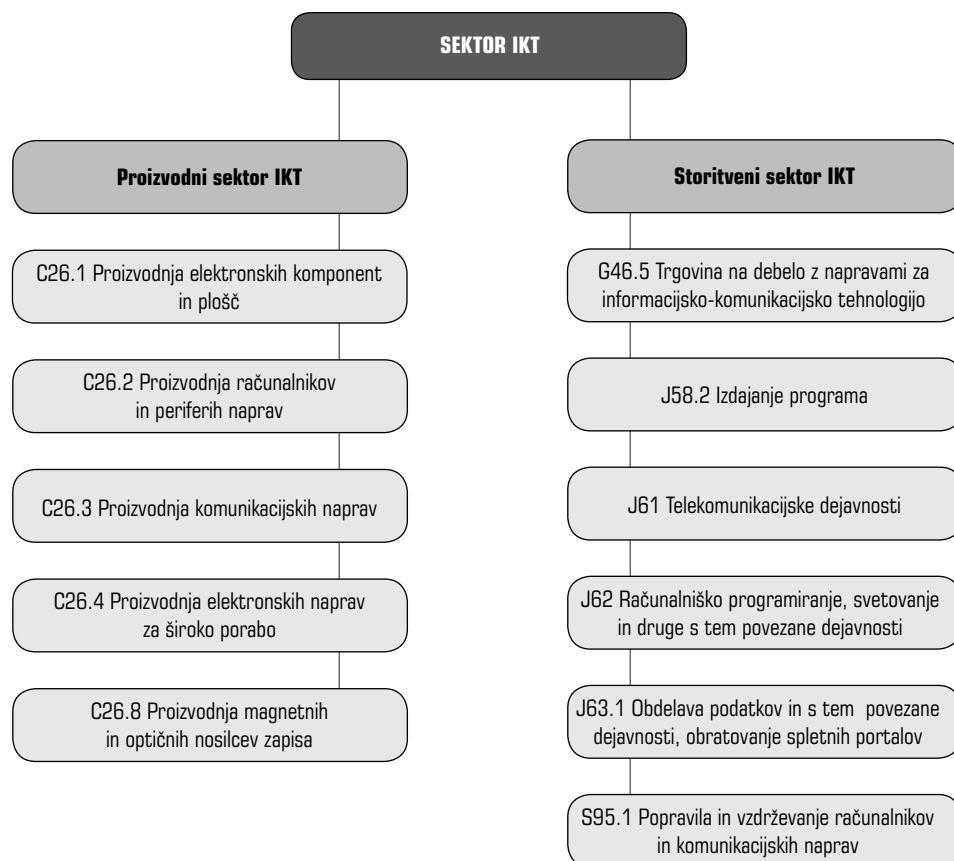 SEKTOR IKT
Proizvodni sektor IKT
C26.1 Proizvodnja elektronskih komponent
in plošč
C26.2 Proizvodnja računalnikov
in periferih naprav
C26.3 Proizvodnja komunikacijskih naprav
C26.4 Proizvodnja elektronskih naprav
za široko porabo
C26.8 Proizvodnja magnetnih
in optičnih nosilcev zapisa
Storitveni sektor IKT
G46.5 Trgovina na debelo z napravami za
informacijsko-komunikacijsko tehnologijo
J58.2 Izdajanje programa
J61 Telekomunikacijske dejavnosti
J62 Računalniško programiranje, svetovanje
in druge s tem povezane dejavnosti
J63.1 Obdelava podatkov in s tem povezane
dejavnosti, obratovanje spletnih portalov
S95.1 Popravila in vzdrževanje računalnikov
in komunikacijskih naprav